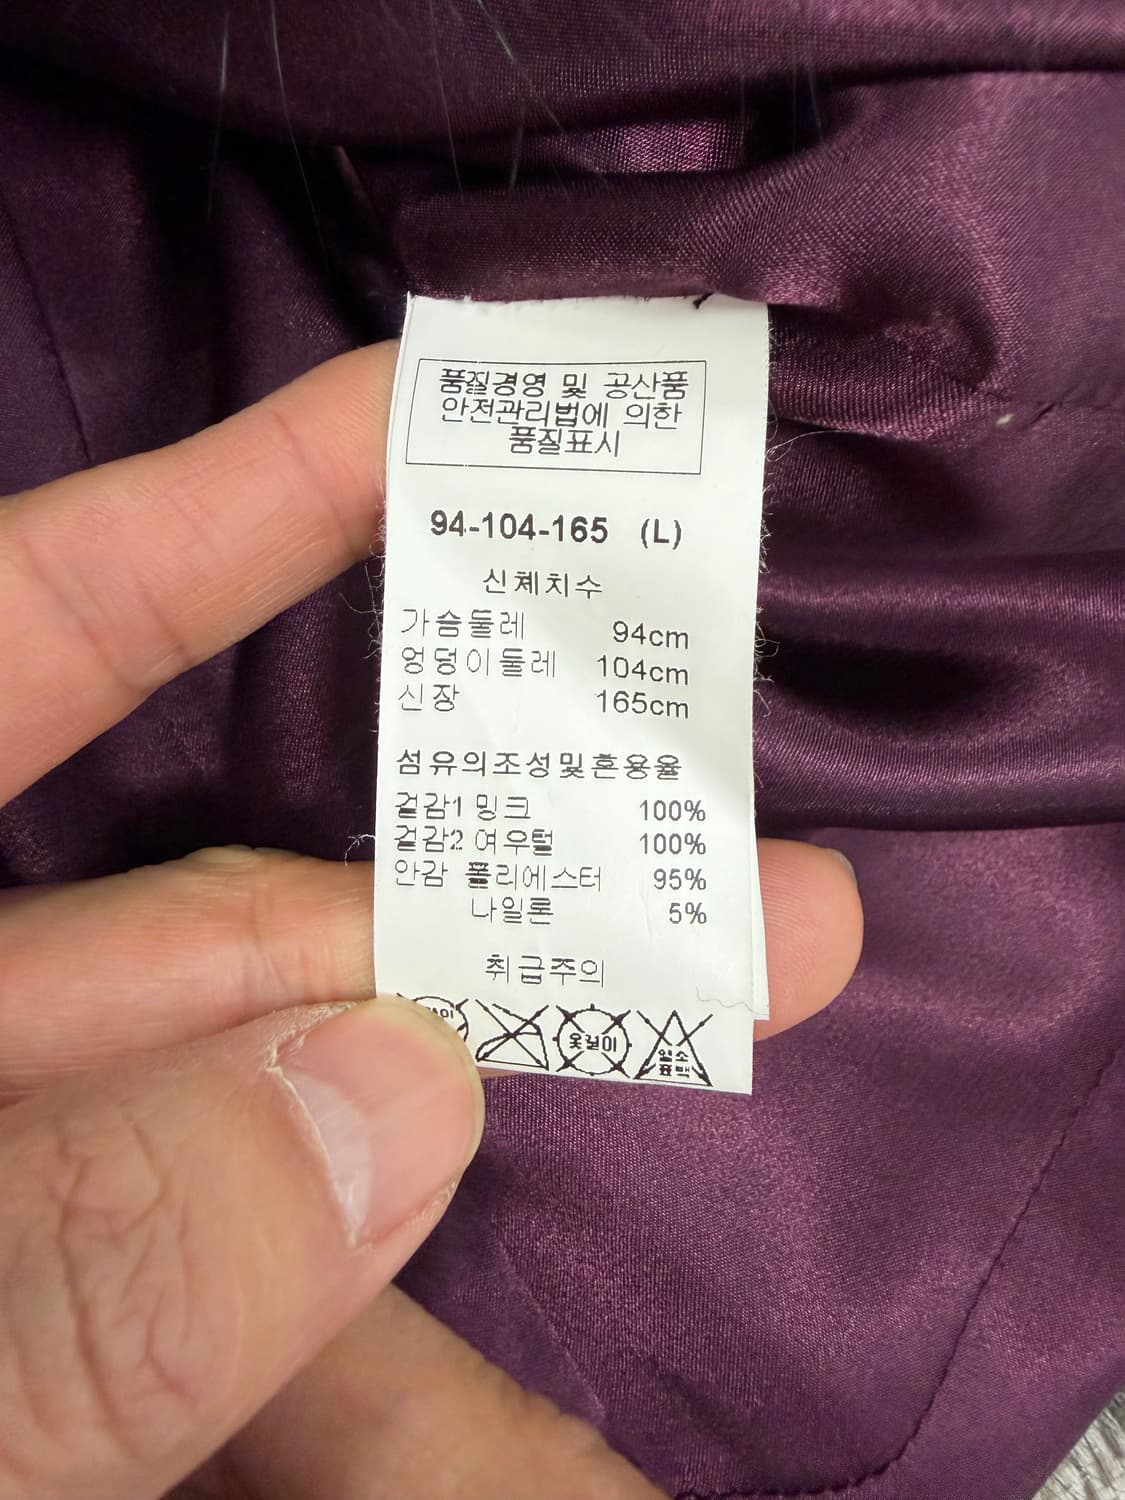 품질경영 및 공산품
안전관리법에 의한
품질표시
94-104-165 (L)
신체치수
가슴둘레 94cm
엉덩이둘레 104cm
신장 165cm
섬유의조성및혼용율
겉감1 밍크 100%
겉감2 여우털 100%
안감 폴리에스터 95%
나일론 5%
취급주의
옷걸이
염소
표백